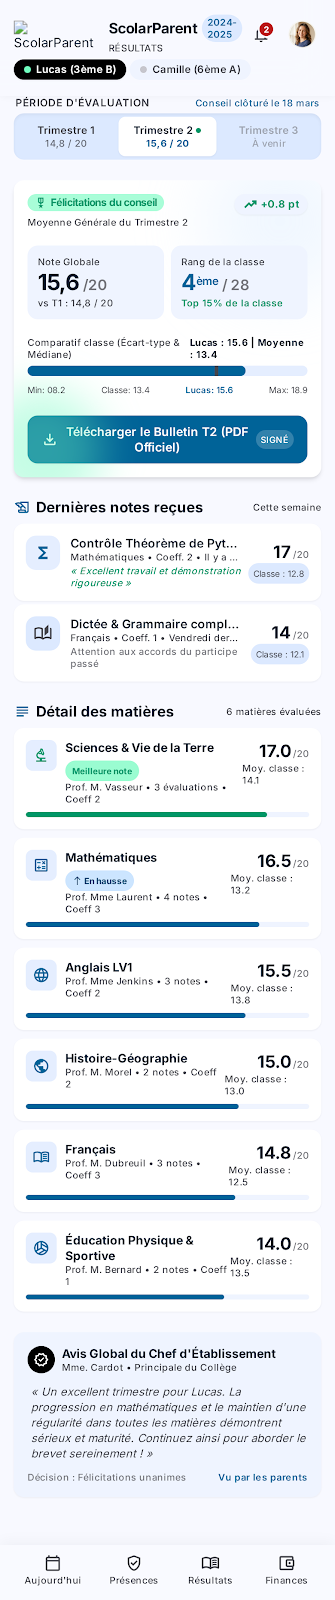 ScolarParent
ScolarParent
2024-
2025
RÉSULTATS
2
Lucas (3ème B)
Camille (6ème A)
PÉRIODE D'ÉVALUATION
Conseil clôturé le 18 mars
Trimestre 1
14,8 / 20
Trimestre 2
15,6 / 20
Trimestre 3
À venir
Félicitations du conseil
+0.8 pt
Moyenne Générale du Trimestre 2
Note Globale
15,6 /20
vs T1 : 14,8 / 20
Rang de la classe
4ème / 28
Top 15% de la classe
Comparatif classe (Écart-type &
Médiane)
Lucas : 15.6 | Moyenne
: 13.4
Min: 08.2
Classe: 13.4
Lucas: 15.6
Max: 18.9
Télécharger le Bulletin T2 (PDF
Officiel)
SIGNÉ
Dernières notes reçues
Cette semaine
Contrôle Théorème de Pyt...
Mathématiques • Coeff. 2 • Il y a ...
« Excellent travail et démonstration
rigoureuse »
17 /20
Classe : 12.8
Dictée & Grammaire compl...
Français • Coeff. 1 • Vendredi der...
Attention aux accords du participe
passé
14 /20
Classe : 12.1
Détail des matières
6 matières évaluées
Sciences & Vie de la Terre
Meilleure note
Prof. M. Vasseur • 3 évaluations •
Coeff 2
17.0/20
Moy. classe :
14.1
Mathématiques
↑ En hausse
Prof. Mme Laurent • 4 notes •
Coeff 3
16.5/20
Moy. classe :
13.2
Anglais LV1
Prof. Mme Jenkins • 3 notes •
Coeff 2
15.5/20
Moy. classe :
13.8
Histoire-Géographie
Prof. M. Morel • 2 notes • Coeff
2
15.0/20
Moy. classe :
13.0
Français
Prof. M. Dubreuil • 3 notes •
Coeff 3
14.8/20
Moy. classe :
12.5
Éducation Physique &
Sportive
Prof. M. Bernard • 2 notes • Coeff
1
14.0/20
Moy. classe :
13.5
Avis Global du Chef d'Établissement
Mme. Cardot • Principale du Collège
« Un excellent trimestre pour Lucas. La
progression en mathématiques et le maintien d'une
régularité dans toutes les matières démontrent
sérieux et maturité. Continuez ainsi pour aborder le
brevet sereinement ! »
Décision : Félicitations unanimes
Vu par les parents
Aujourd'hui
Présences
Résultats
Finances